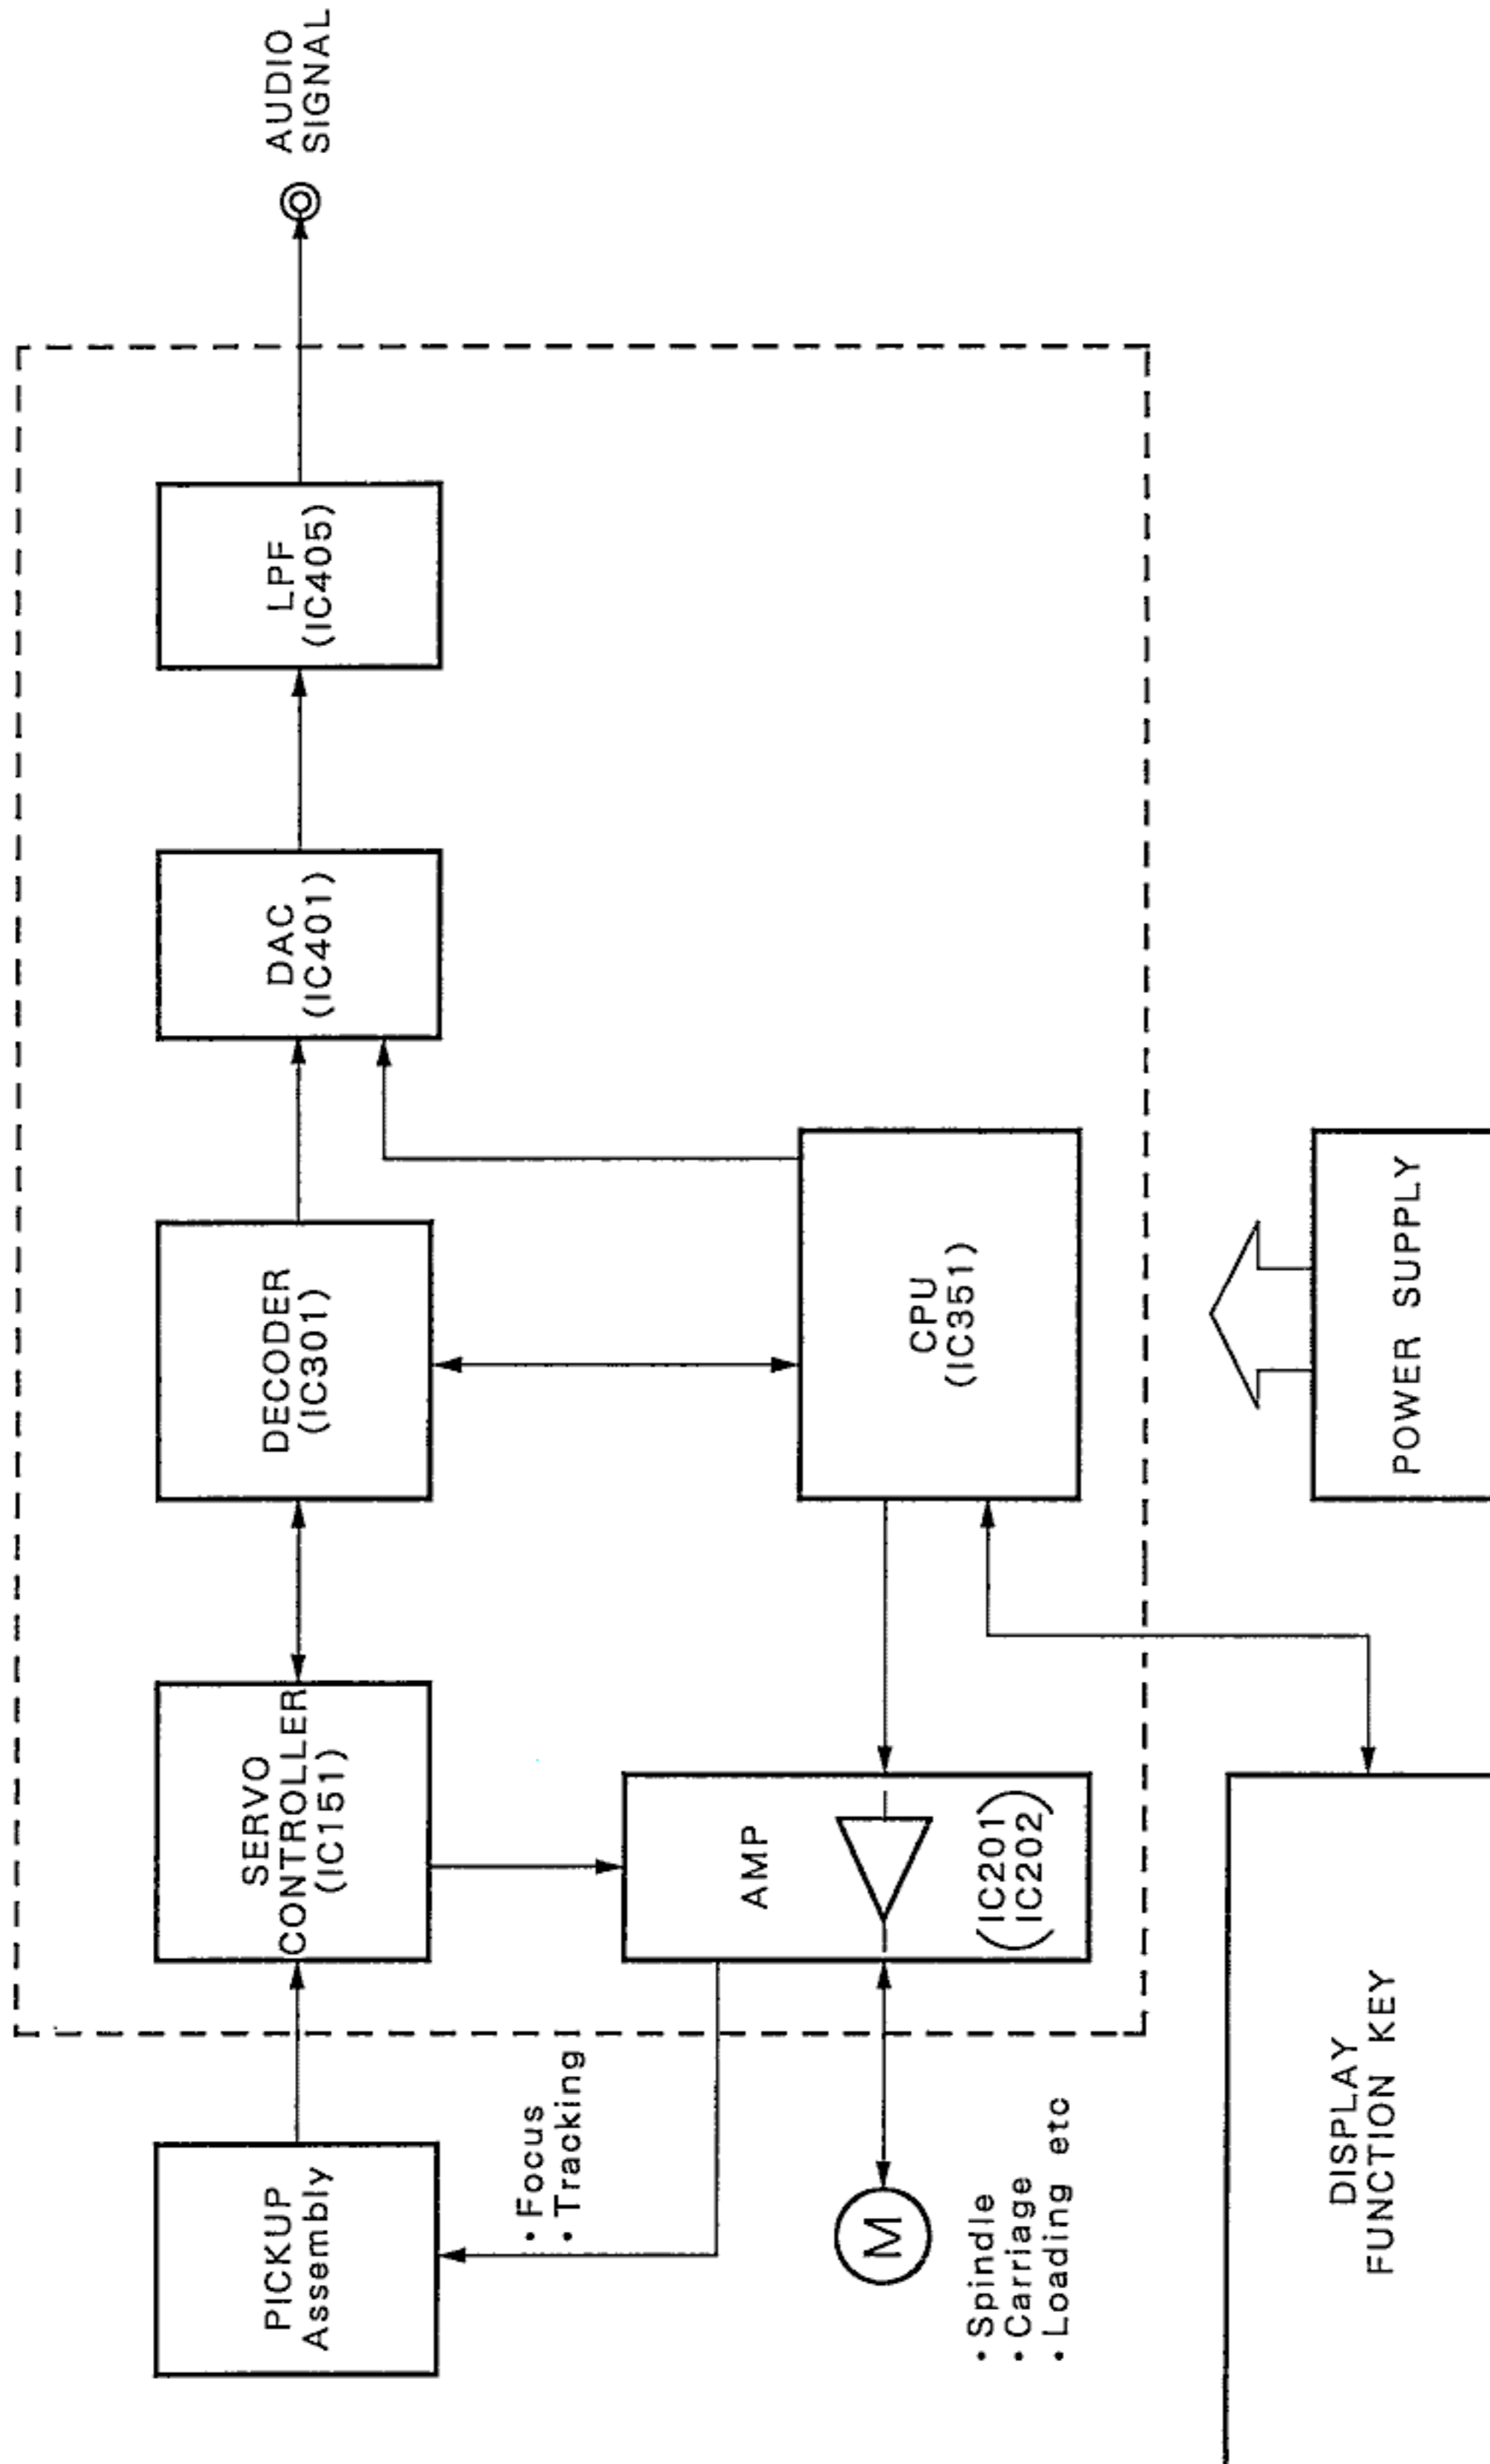 PICKUP
Assembly
SERVO
CONTROLLER
(IC151)
DECODER
(IC301)
DAC
(IC401)
LPF
(IC405)
AUDIO
SIGNAL
• Focus
• Tracking
AMP
(IC201)
(IC202)
CPU
(IC351)
M
• Spindle
• Carriage
• Loading etc
DISPLAY
FUNCTION KEY
POWER SUPPLY